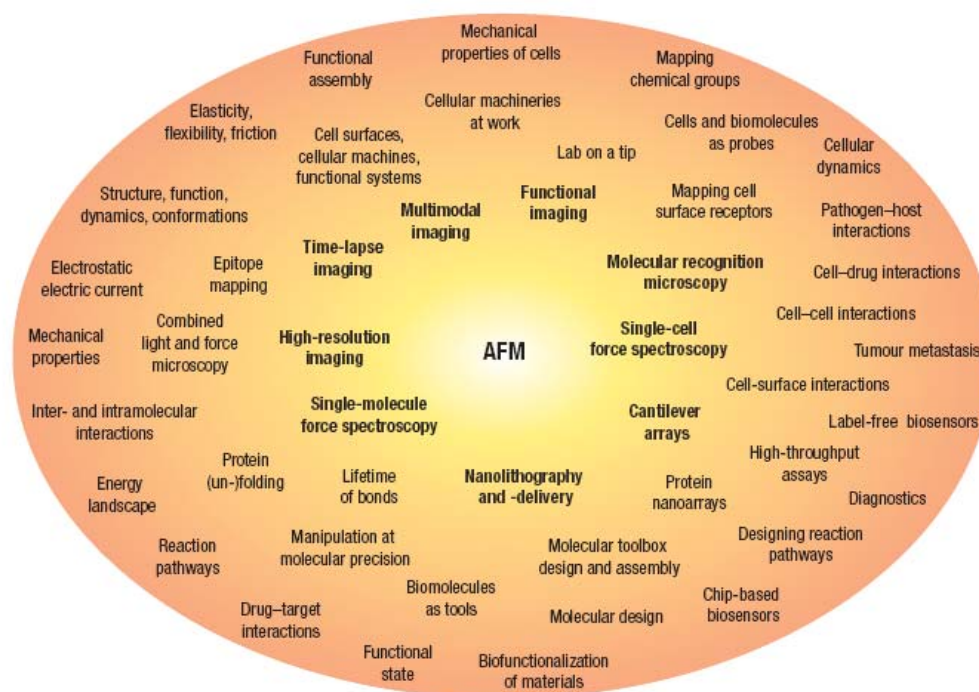 Mechanical
properties of cells
Functional
assembly
Mapping
chemical groups
Cellular machineries
at work
Elasticity,
flexibility, friction
Cell surfaces,
cellular machines,
functional systems
Lab on a tip
Cells and biomolecules
as probes
Cellular
dynamics
Structure, function,
dynamics, conformations
Multimodal
imaging
Functional
imaging
Mapping cell
surface receptors
Pathogen–host
interactions
Time-lapse
imaging
Electrostatic
electric current
Epitope
mapping
Molecular recognition
microscopy
Cell–drug interactions
Mechanical
properties
Combined
light and force
microscopy
High-resolution
imaging
AFM
Single-cell
force spectroscopy
Cell–cell interactions
Tumour metastasis
Cell-surface interactions
Inter- and intramolecular
interactions
Single-molecule
force spectroscopy
Cantilever
arrays
Label-free biosensors
High-throughput
assays
Energy
landscape
Protein
(un-)folding
Lifetime
of bonds
Nanolithography
and -delivery
Protein
nanoarrays
Diagnostics
Reaction
pathways
Manipulation at
molecular precision
Molecular toolbox
design and assembly
Designing reaction
pathways
Drug–target
interactions
Biomolecules
as tools
Molecular design
Chip-based
biosensors
Functional
state
Biofunctionalization
of materials